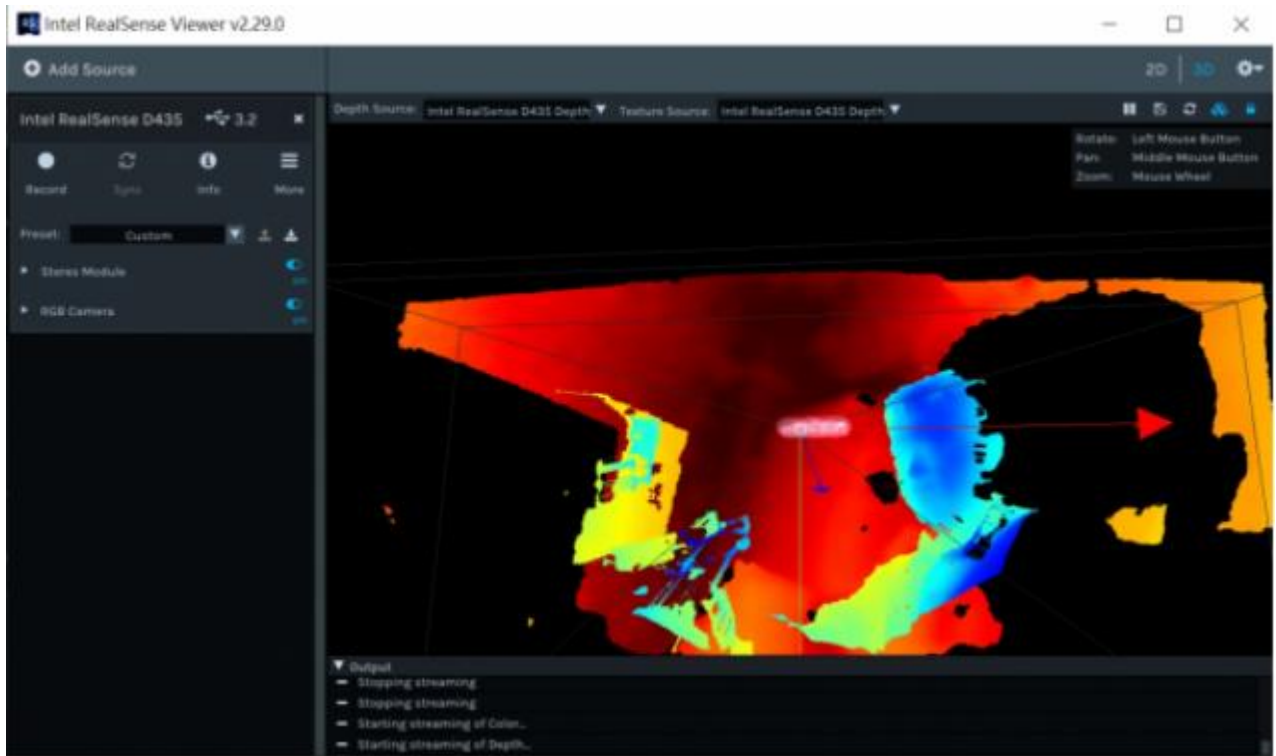 Intel RealSense Viewer v2.29.0
Add Source
2D | 3D
Intel RealSense D435 3.2
Record Sync Info More
Preset: Custom
Stereo Module on
RGB Camera on
Depth Source: Intel RealSense D435 Depth Texture Source: Intel RealSense D435 Depth
Rotate: Left Mouse Button
Pan: Middle Mouse Button
Zoom: Mouse Wheel
Output
Stopping streaming
Stopping streaming
Starting streaming of Color...
Starting streaming of Depth...